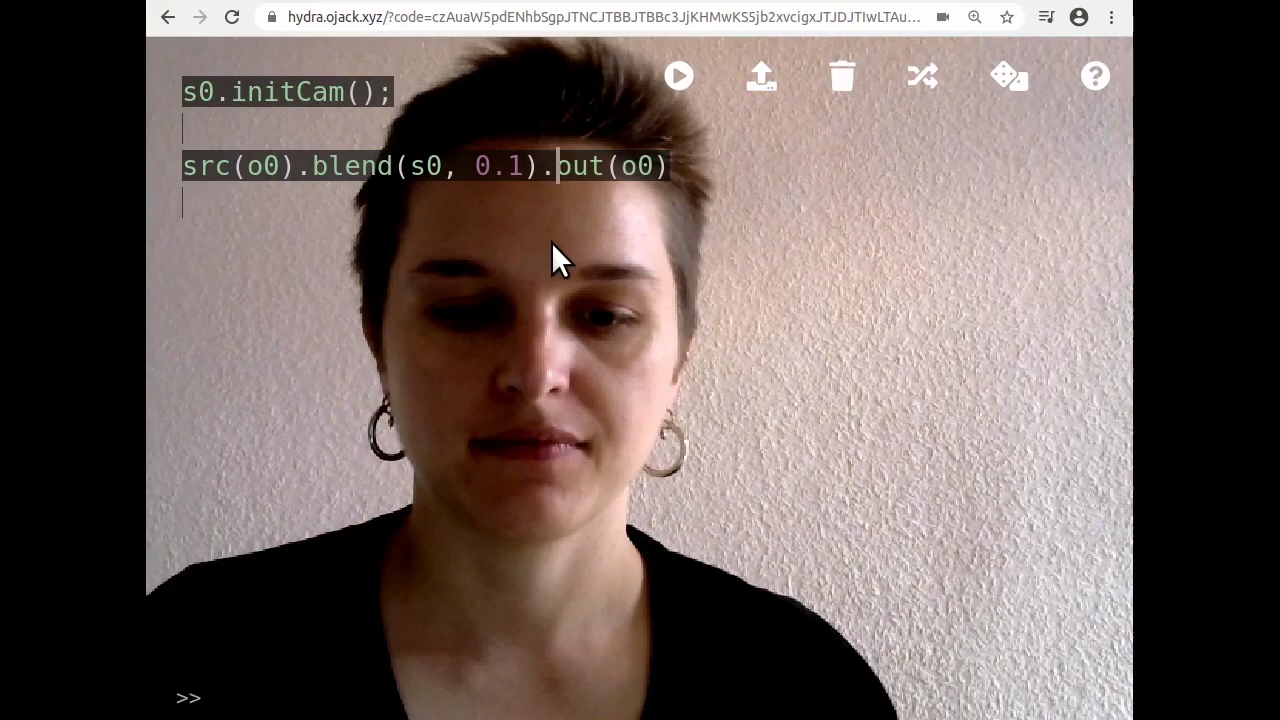 hydra.ojack.xyz/?code=czAuaW5pdENhbSgpJTNCJTBBJTBBc3JjKHMwKS5jb2xvcigxJTJDJTIwLTAu...
s0.initCam();
src(o0).blend(s0, 0.1).out(o0)
>>